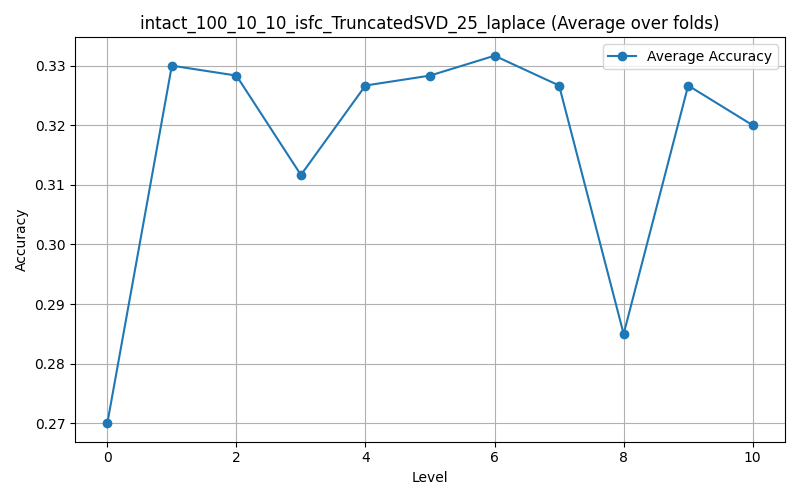 intact_100_10_10_isfc_TruncatedSVD_25_laplace (Average over folds)
Average Accuracy
0.33
0.32
0.31
0.30
0.29
0.28
0.27
Accuracy
0 2 4 6 8 10
Level